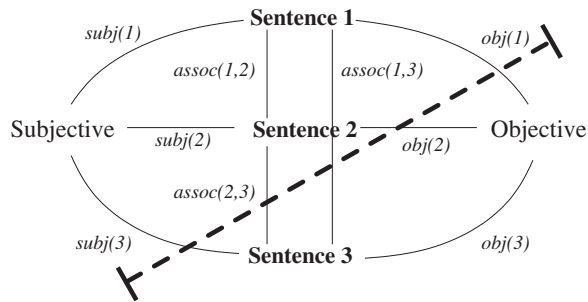 Sentence 1
subj(1)
obj(1)
assoc(1,2)
assoc(1,3)
Subjective
Sentence 2
Objective
subj(2)
obj(2)
assoc(2,3)
subj(3)
Sentence 3
obj(3)